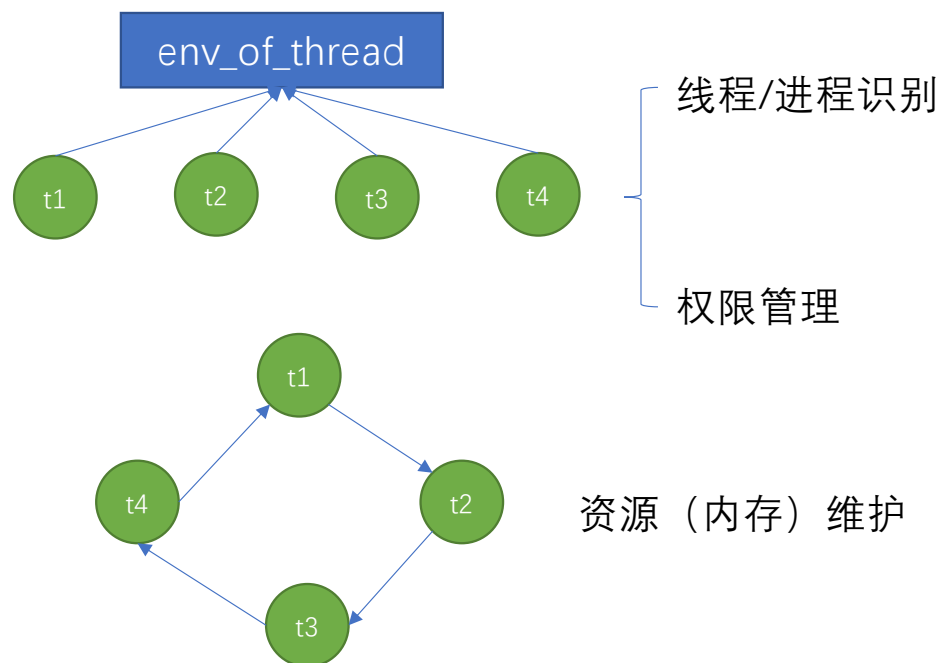 env_of_thread
线程/进程识别
t1
t2
t3
t4
权限管理
t1
t4
t2
资源（内存）维护
t3